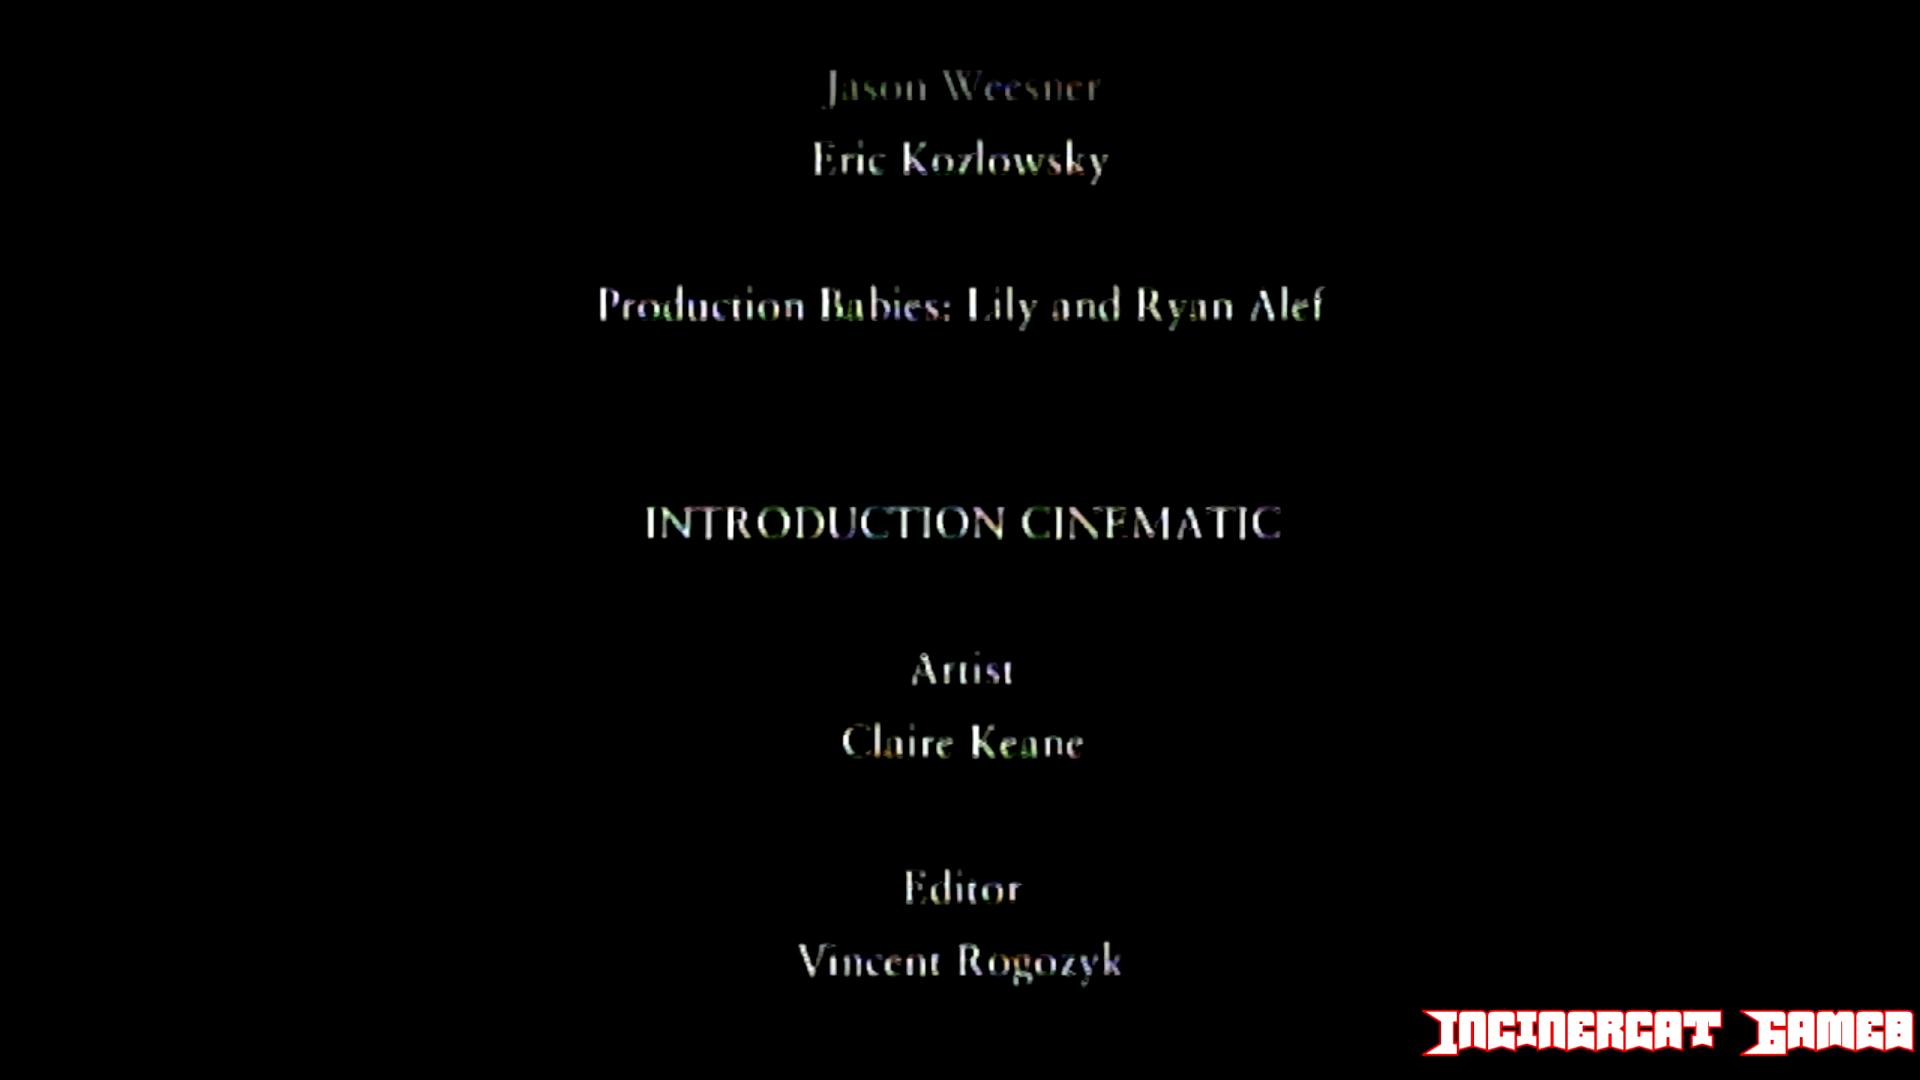 Jason Weesner
Eric Kozlowsky
Production Babies: Lily and Ryan Alef
INTRODUCTION CINEMATIC
Artist
Claire Keane
Editor
Vincent Rogozyk
Incinercat Games